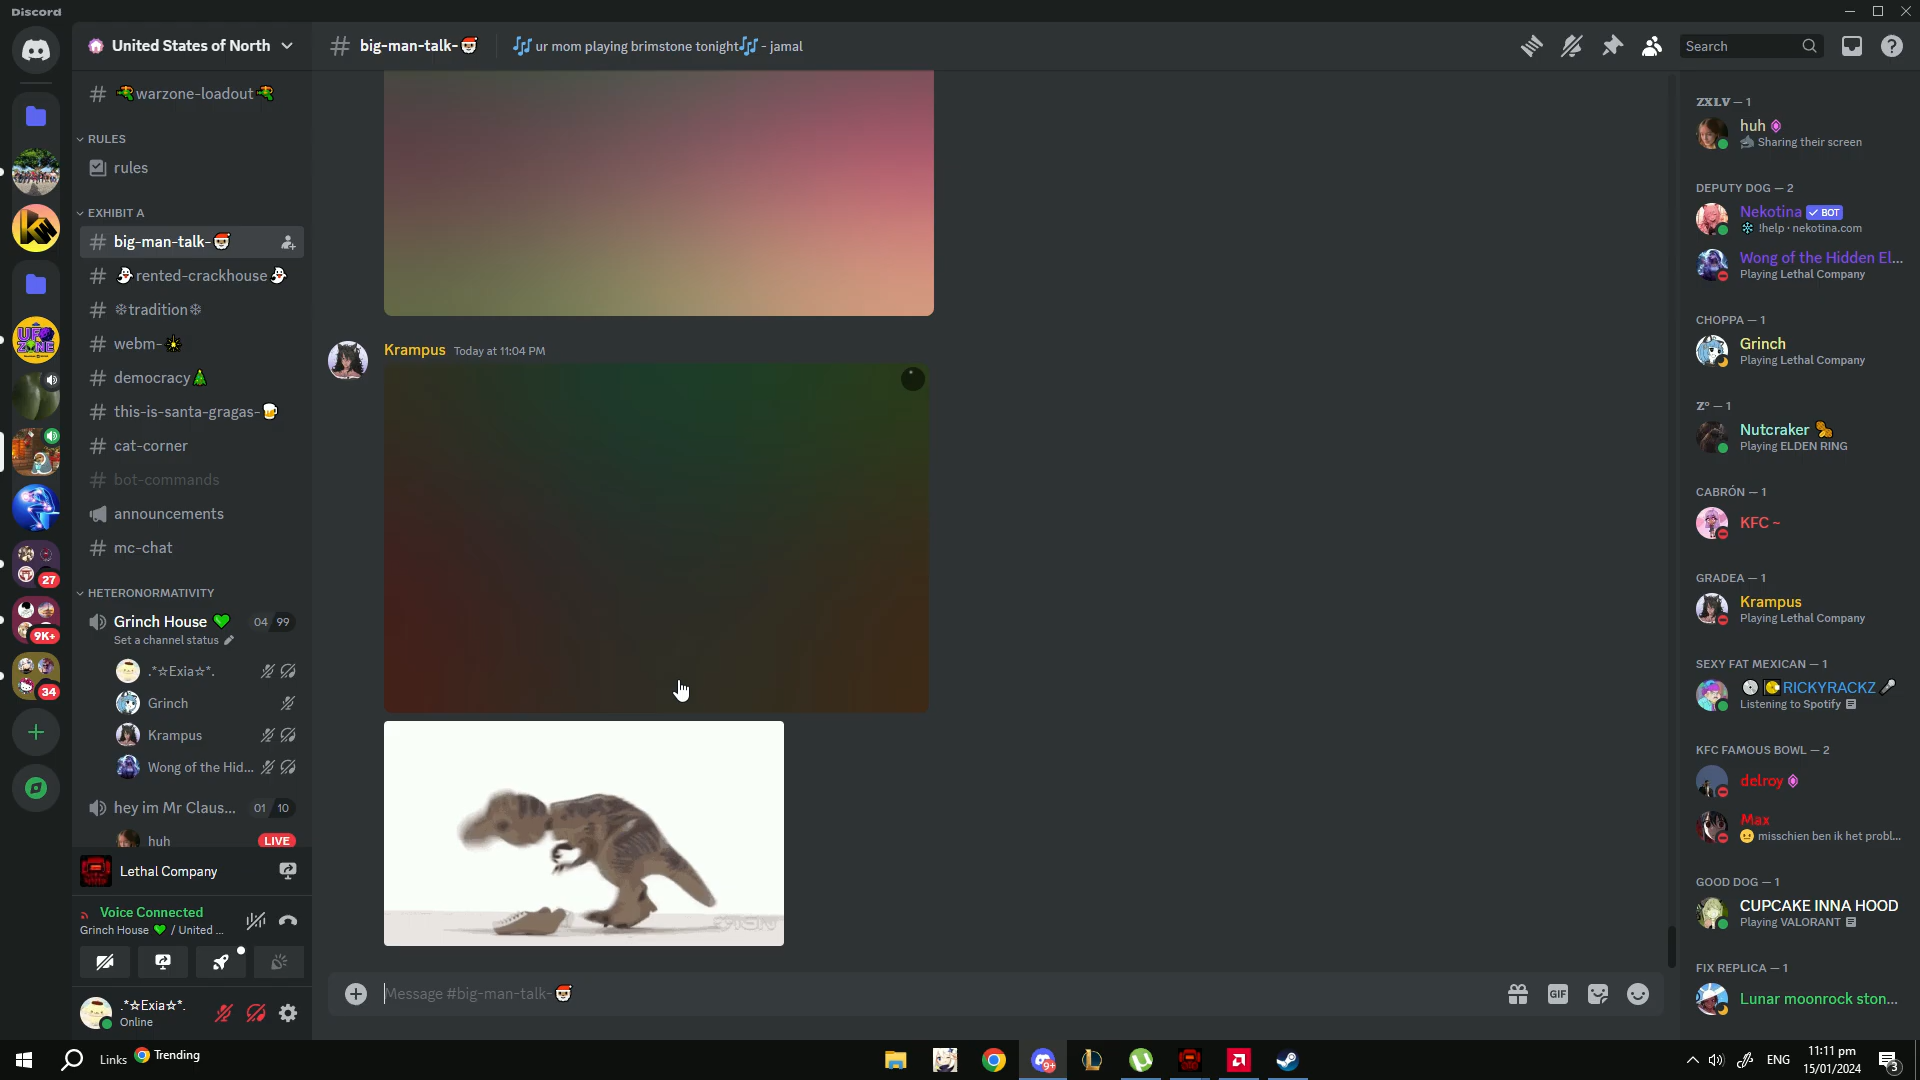 Discord
United States of North
big-man-talk-🎅
🎶 ur mom playing brimstone tonight🎶 - jamal
Search
🔫warzone-loadout🔫
RULES
rules
EXHIBIT A
big-man-talk-🎅
👻rented-crackhouse👻
❄tradition❄
webm-
democracy🎄
this-is-santa-gragas-🍺
cat-corner
bot-commands
announcements
mc-chat
HETERONORMATIVITY
Grinch House 💚
04 99
Set a channel status
.*☆Exia☆*.
Grinch
Krampus
Wong of the Hid...
hey im Mr Claus...
01 10
huh
LIVE
Lethal Company
Voice Connected
Grinch House 💚 / United ...
.*☆Exia☆*.
Online
27
9K+
34
Krampus Today at 11:04 PM
Message #big-man-talk-🎅
GIF
ZXLV — 1
huh
Sharing their screen
DEPUTY DOG — 2
Nekotina ✓ BOT
❄ !help · nekotina.com
Wong of the Hidden El...
Playing Lethal Company
CHOPPA — 1
Grinch
Playing Lethal Company
Z° — 1
Nutcraker
Playing ELDEN RING
CABRÓN — 1
KFC ~
GRADEA — 1
Krampus
Playing Lethal Company
SEXY FAT MEXICAN — 1
RICKYRACKZ 🎤
Listening to Spotify
KFC FAMOUS BOWL — 2
delroy
Max
😐 misschien ben ik het probl...
GOOD DOG — 1
CUPCAKE INNA HOOD
Playing VALORANT
FIX REPLICA — 1
Lunar moonrock ston...
Links
Trending
9+
ENG
11:11 pm
15/01/2024
3